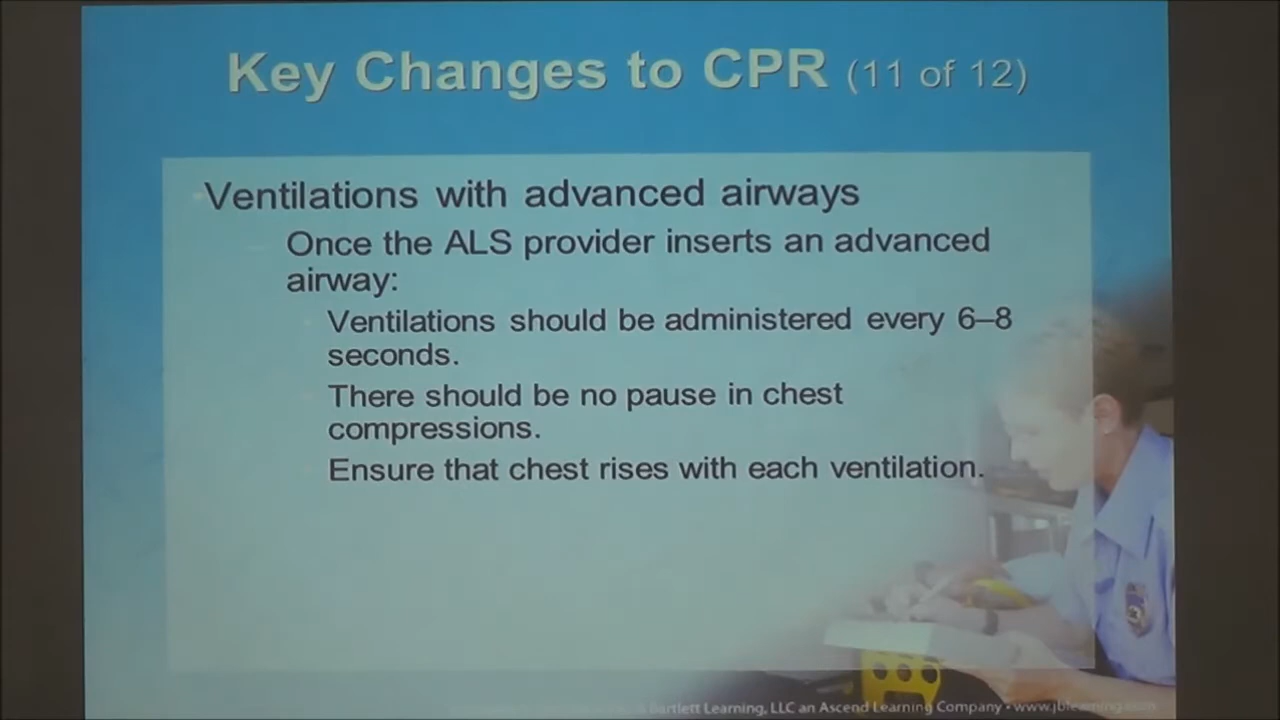 Key Changes to CPR (11 of 12)
Ventilations with advanced airways
Once the ALS provider inserts an advanced
airway:
Ventilations should be administered every 6–8
seconds.
There should be no pause in chest
compressions.
Ensure that chest rises with each ventilation.
Bartlett Learning, LLC an Ascend Learning Company • www.jblearning.com